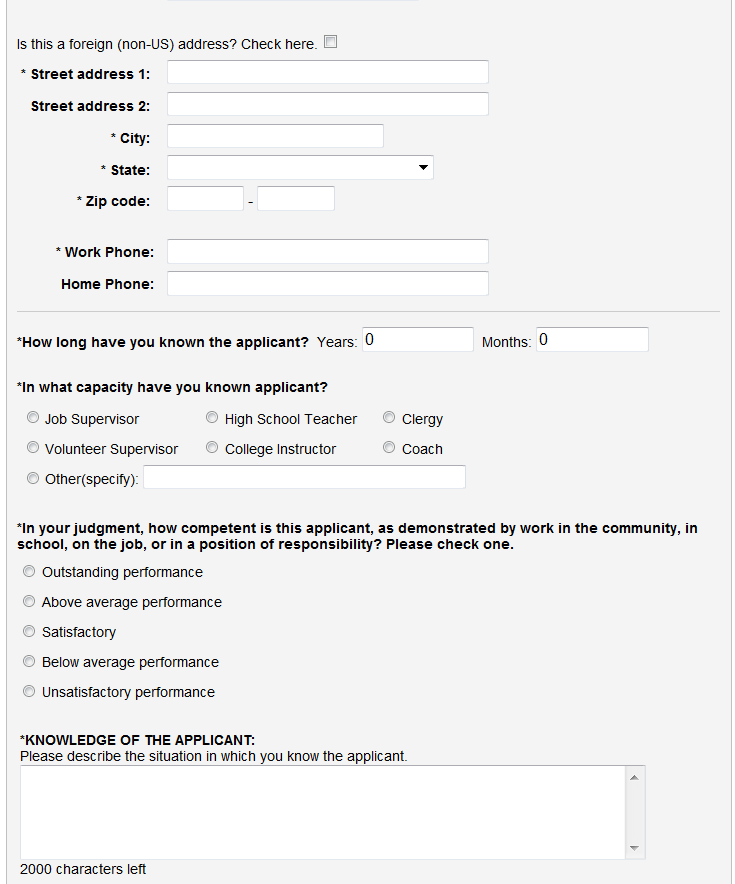 Is this a foreign (non-US) address? Check here.
* Street address 1:
Street address 2:
* City:
* State:
* Zip code: -
* Work Phone:
Home Phone:
*How long have you known the applicant? Years: 0 Months: 0
*In what capacity have you known applicant?
Job Supervisor High School Teacher Clergy
Volunteer Supervisor College Instructor Coach
Other(specify):
*In your judgment, how competent is this applicant, as demonstrated by work in the community, in
school, on the job, or in a position of responsibility? Please check one.
Outstanding performance
Above average performance
Satisfactory
Below average performance
Unsatisfactory performance
*KNOWLEDGE OF THE APPLICANT:
Please describe the situation in which you know the applicant.
2000 characters left